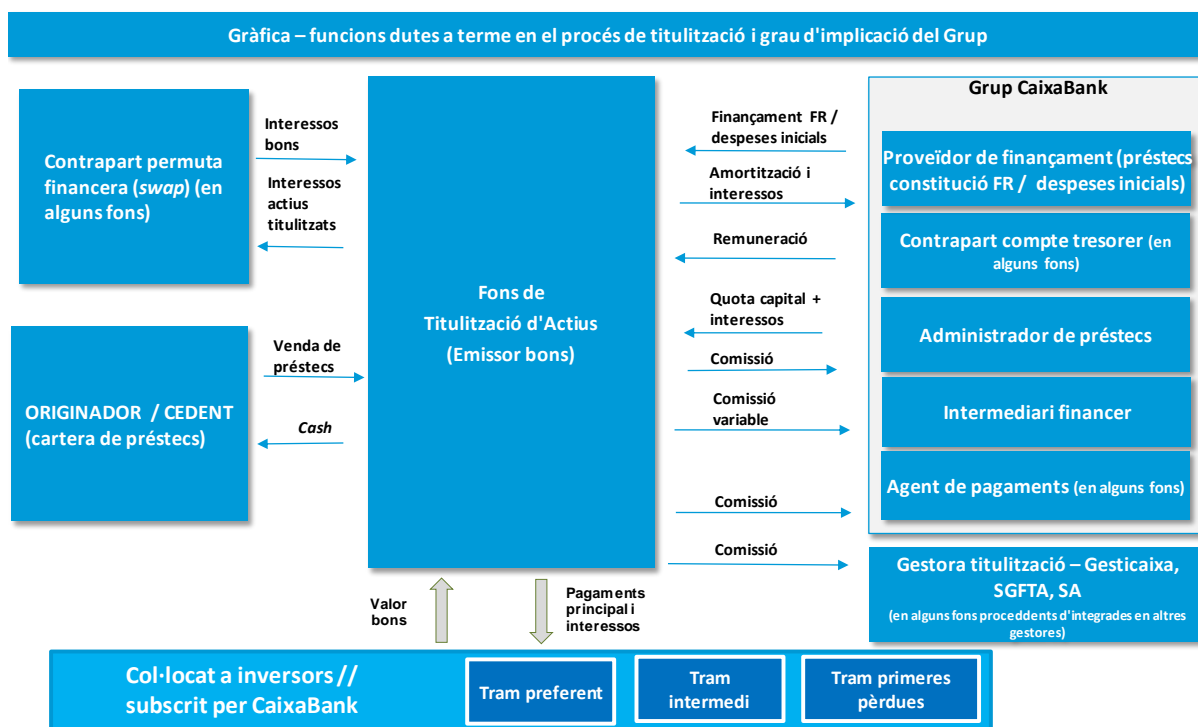 Gràfica – funcions dutes a terme en el procés de titulització i grau d'implicació del Grup
Contrapart permuta
financera (swap) (en
alguns fons)
Interessos
bons
Interessos
actius
titulitzats
ORIGINADOR / CEDENT
(cartera de préstecs)
Venda de
préstecs
Cash
Fons de
Titulització d'Actius
(Emissor bons)
Finançament FR /
despeses inicials
Amortització i
interessos
Remuneració
Quota capital +
interessos
Comissió
Comissió
variable
Comissió
Comissió
Grup CaixaBank
Proveïdor de finançament (préstecs
constitució FR / despeses inicials)
Contrapart compte tresorer (en
alguns fons)
Administrador de préstecs
Intermediari financer
Agent de pagaments (en alguns fons)
Gestora titulització – Gesticaixa,
SGFTA, SA
(en alguns fons proceddents d'integrades en altres
gestores)
Valor
bons
Pagaments
principal i
interessos
Col·locat a inversors //
subscrit per CaixaBank
Tram preferent
Tram
intermedi
Tram primeres
pèrdues